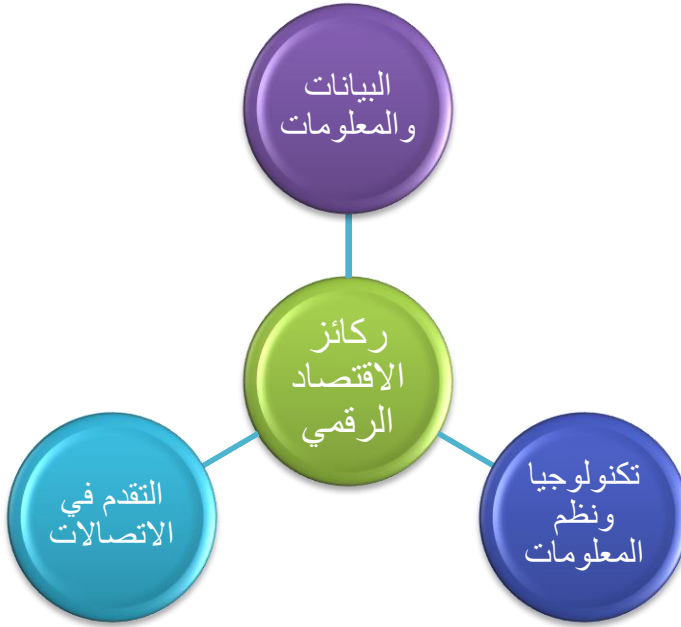 البيانات
والمعلومات
ركائز
الاقتصاد
الرقمي
تكنولوجيا
ونظم
المعلومات
التقدم في
الاتصالات